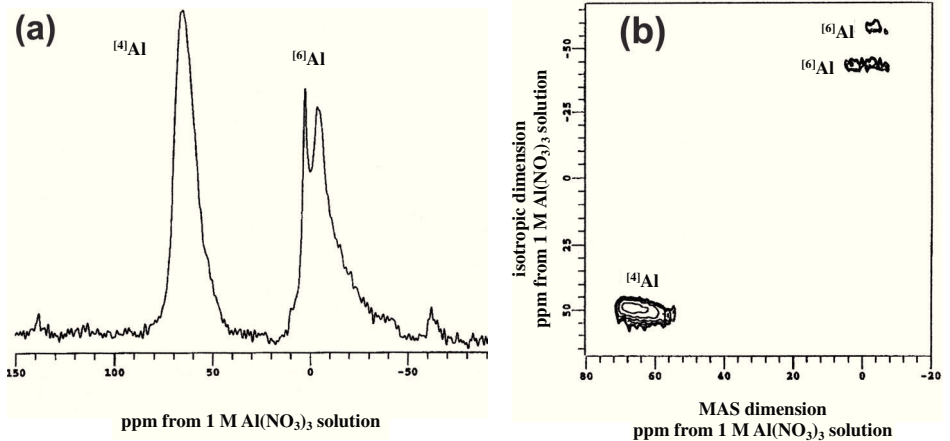 (a)
[4]Al
[6]Al
150 100 50 0 -50
ppm from 1 M Al(NO3)3 solution
(b)
[6]Al
[6]Al
[4]Al
-50
-25
0
25
50
isotropic dimension
ppm from 1 M Al(NO3)3 solution
80 60 40 20 0 -20
MAS dimension
ppm from 1 M Al(NO3)3 solution